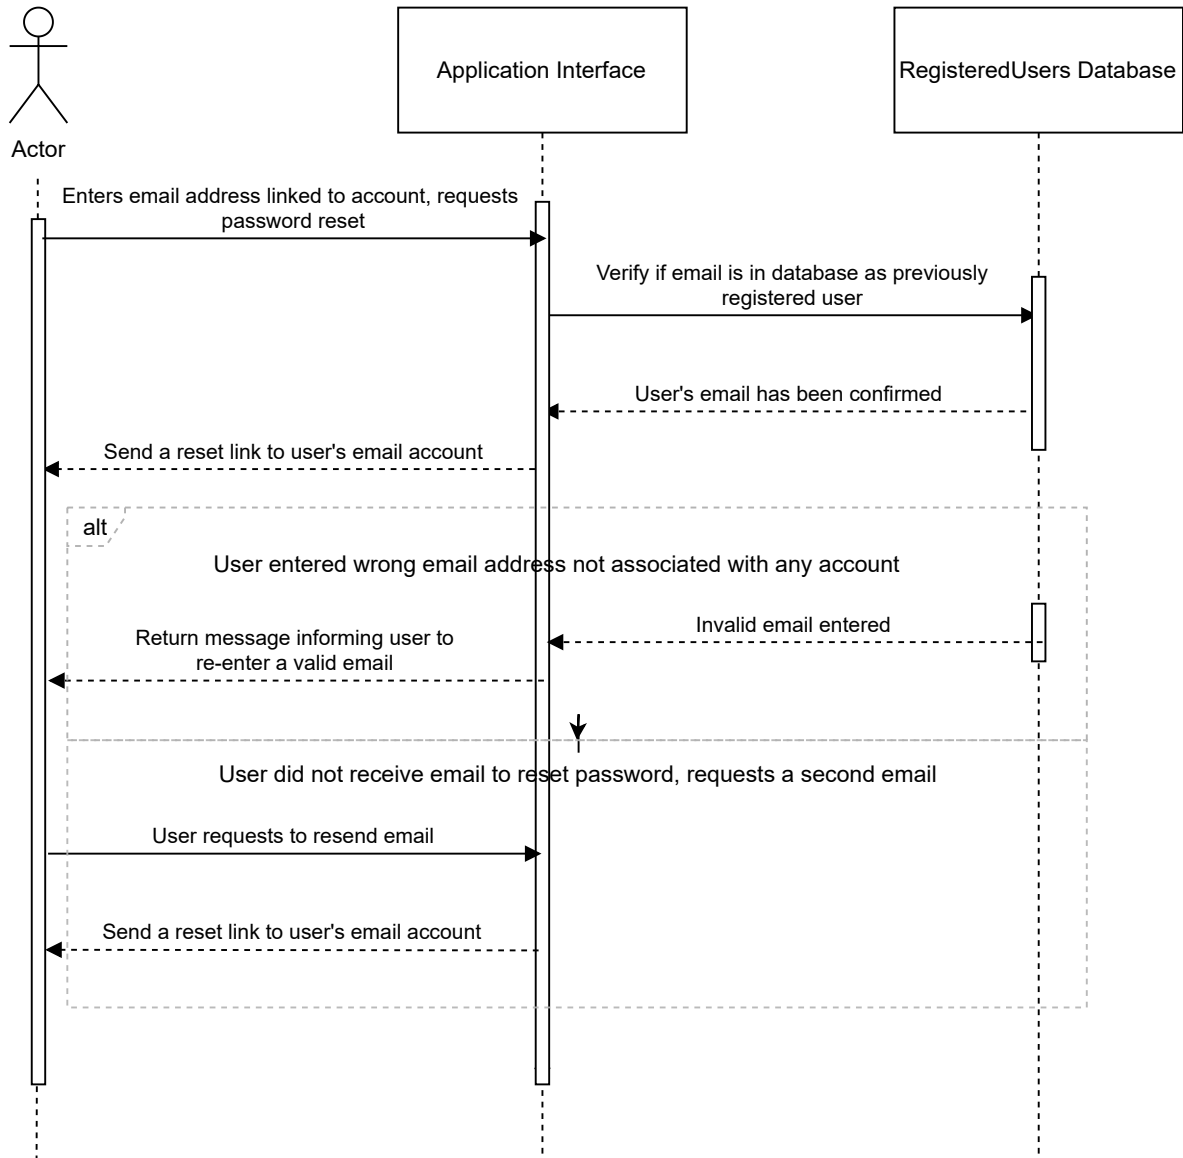 Application Interface
RegisteredUsers Database
Actor
Enters email address linked to account, requests
password reset
Verify if email is in database as previously
registered user
User's email has been confirmed
Send a reset link to user's email account
alt
User entered wrong email address not associated with any account
Invalid email entered
Return message informing user to
re-enter a valid email
User did not receive email to reset password, requests a second email
User requests to resend email
Send a reset link to user's email account